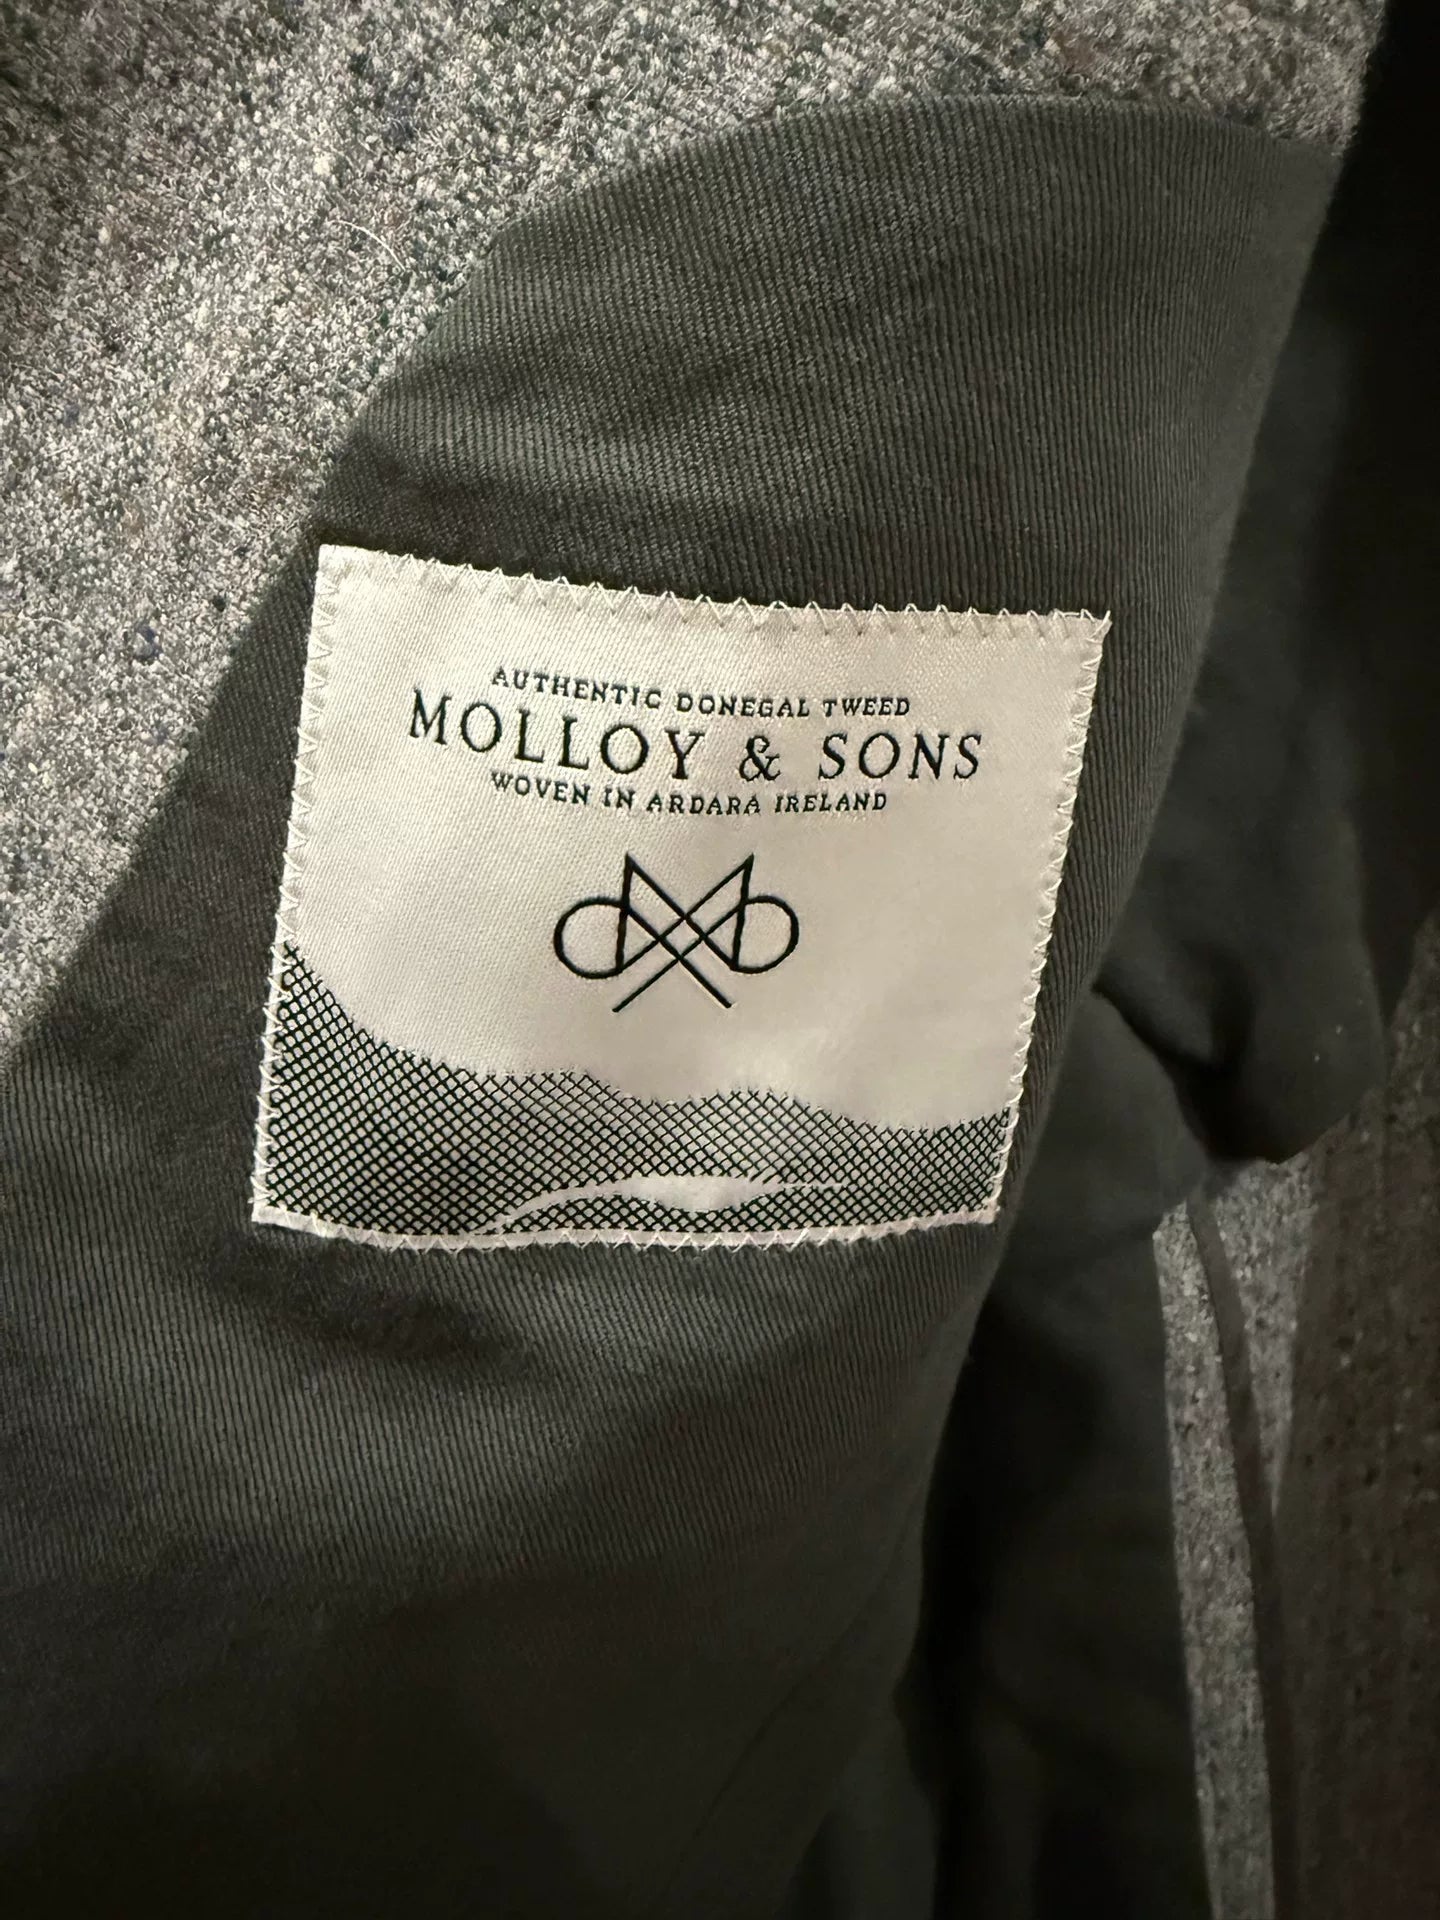 AUTHENTIC DONEGAL TWEED
MOLLOY & SONS
WOVEN IN ARDARA IRELAND